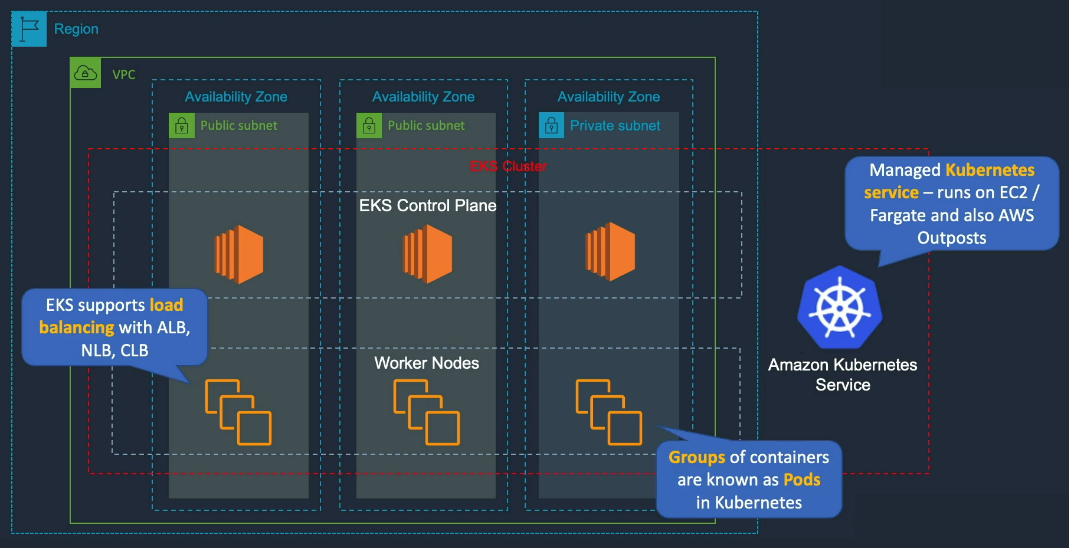 Region
VPC
Availability Zone
Availability Zone
Availability Zone
Public subnet
Public subnet
Private subnet
EKS Cluster
Managed Kubernetes
service – runs on EC2 /
Fargate and also AWS
Outposts
EKS Control Plane
EKS supports load
balancing with ALB,
NLB, CLB
Worker Nodes
Amazon Kubernetes
Service
Groups of containers
are known as Pods
in Kubernetes